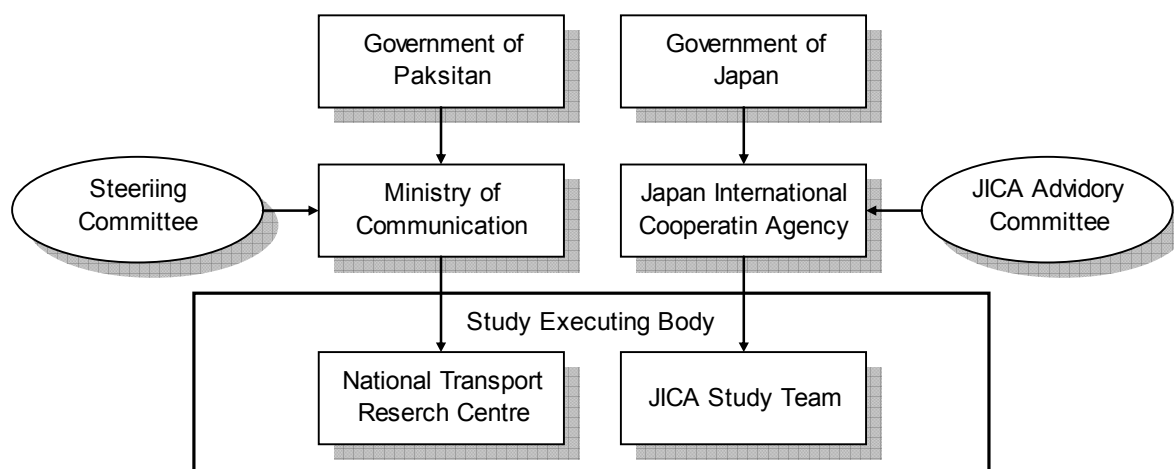 Government of
Paksitan
Government of
Japan
Steeriing
Committee
Ministry of
Communication
Japan International
Cooperatin Agency
JICA Advidory
Committee
Study Executing Body
National Transport
Reserch Centre
JICA Study Team